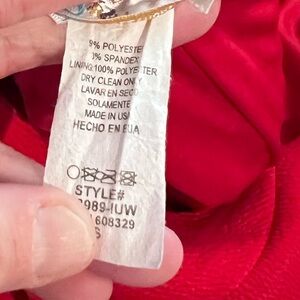 9% POLYESTER
% SPANDEX
LINING:100% POLYESTER
DRY CLEAN ONLY
LAVAR EN SECO
SOLAMENTE
MADE IN USA
HECHO EN EUA
STYLE#
989-IUW
608329
S